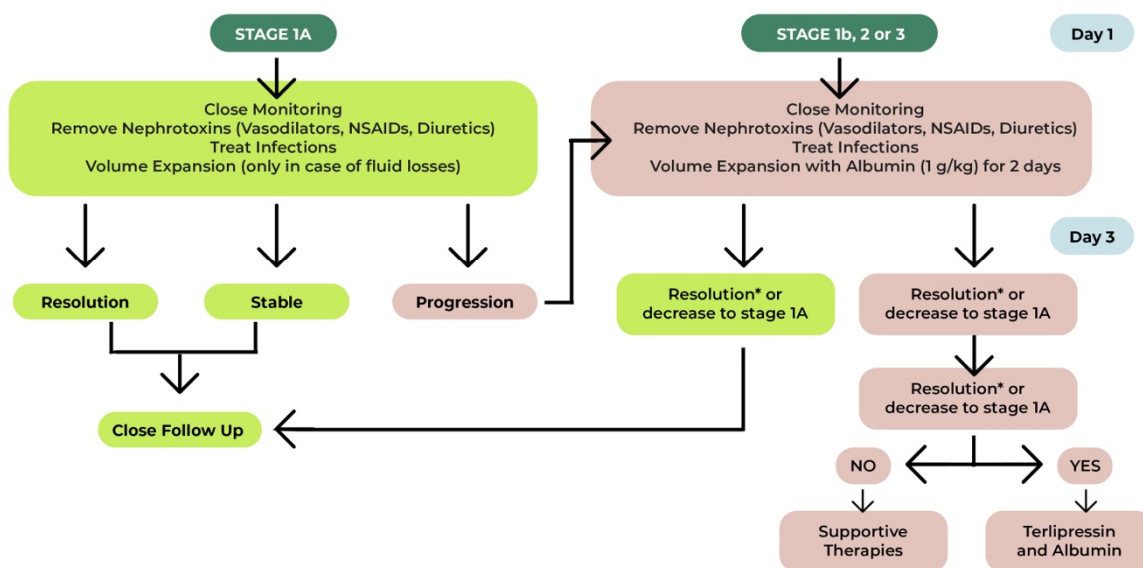 STAGE 1A
STAGE 1b, 2 or 3
Day 1
Close Monitoring
Remove Nephrotoxins (Vasodilators, NSAIDs, Diuretics)
Treat Infections
Volume Expansion (only in case of fluid losses)
Close Monitoring
Remove Nephrotoxins (Vasodilators, NSAIDs, Diuretics)
Treat Infections
Volume Expansion with Albumin (1 g/kg) for 2 days
Day 3
Resolution
Stable
Progression
Resolution* or
decrease to stage 1A
Resolution* or
decrease to stage 1A
Resolution* or
decrease to stage 1A
Close Follow Up
NO
YES
Supportive
Therapies
Terlipressin
and Albumin